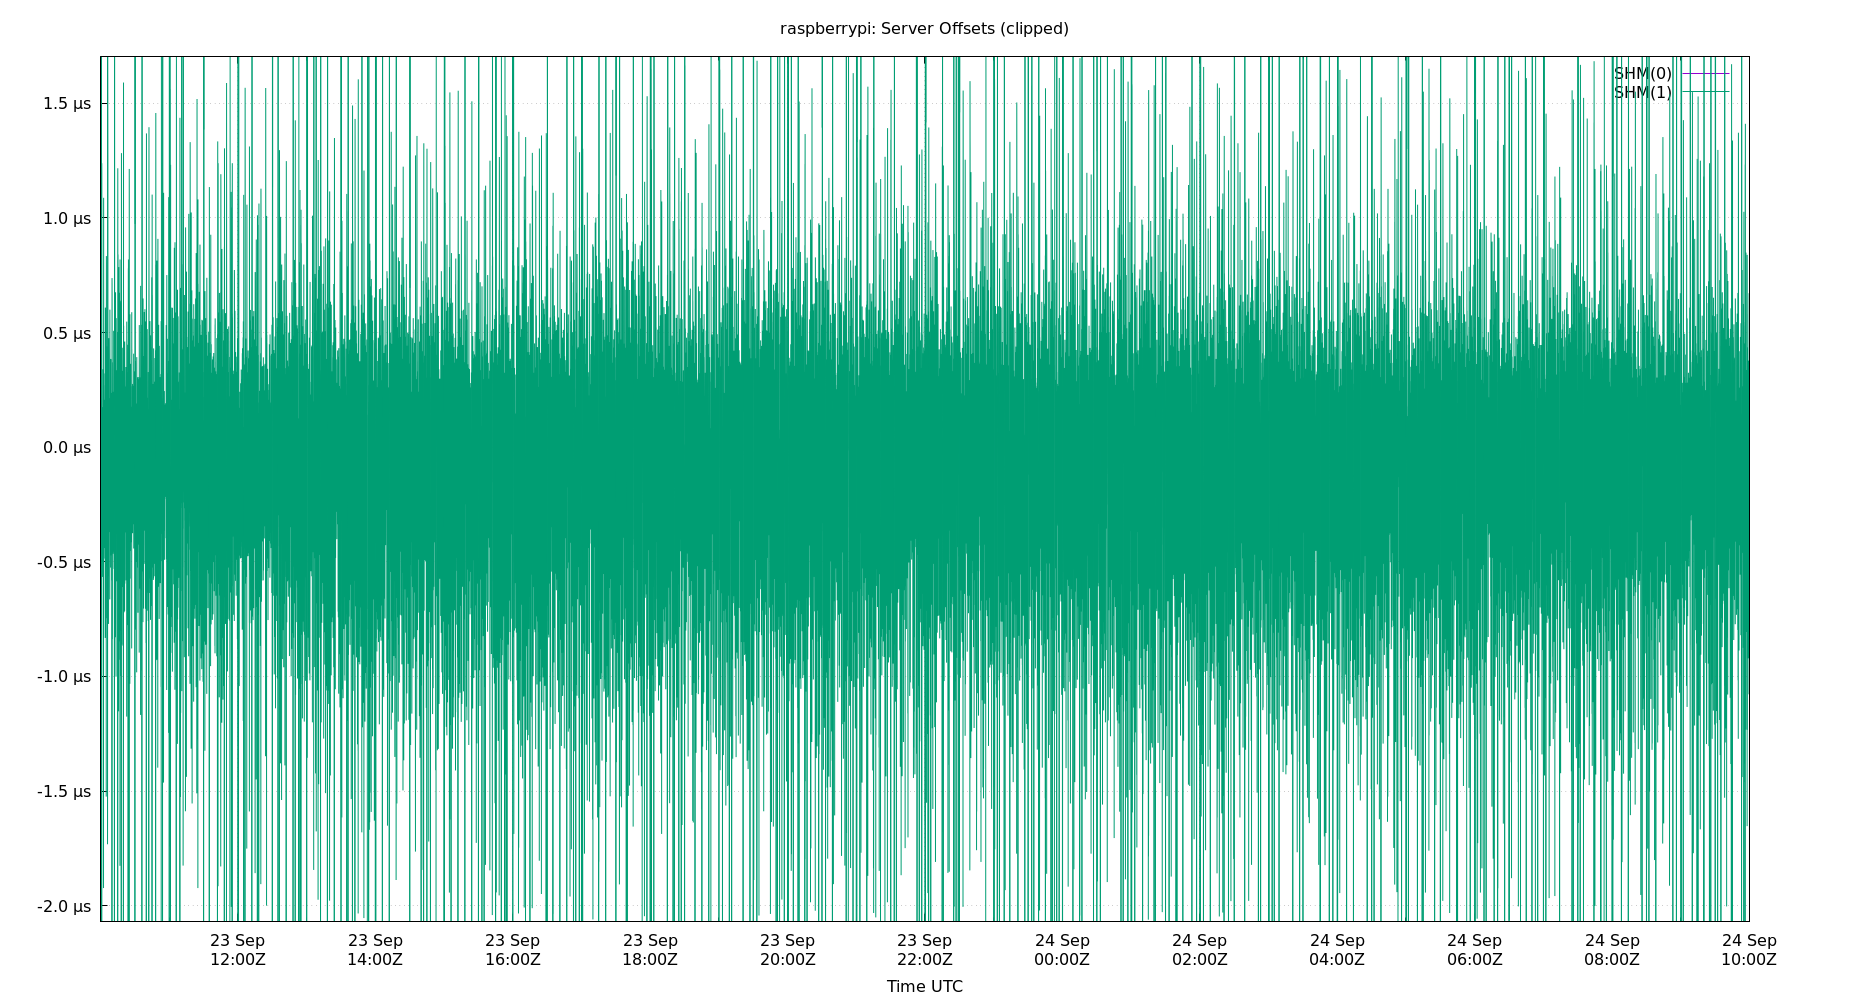 raspberrypi: Server Offsets (clipped)
SHM(0)
SHM(1)
1.5 µs
1.0 µs
0.5 µs
0.0 µs
-0.5 µs
-1.0 µs
-1.5 µs
-2.0 µs
23 Sep 23 Sep 23 Sep 23 Sep 23 Sep 23 Sep 24 Sep 24 Sep 24 Sep 24 Sep 24 Sep 24 Sep
12:00Z 14:00Z 16:00Z 18:00Z 20:00Z 22:00Z 00:00Z 02:00Z 04:00Z 06:00Z 08:00Z 10:00Z
Time UTC